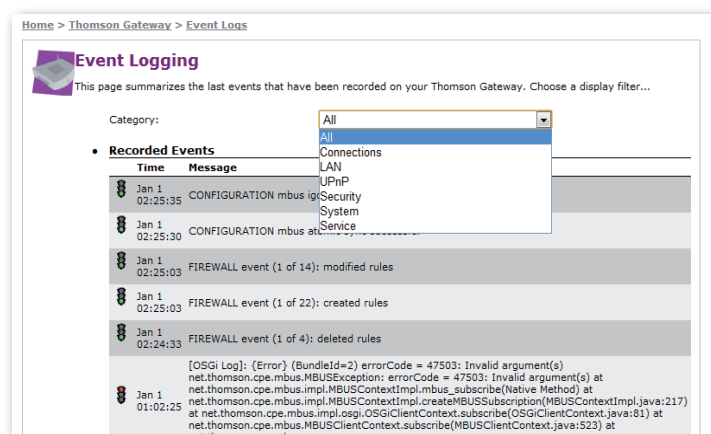 Home > Thomson Gateway > Event Logs
Event Logging
This page summarizes the last events that have been recorded on your Thomson Gateway. Choose a display filter...
Category: All
All
Connections
LAN
UPnP
Security
System
Service
Recorded Events
Time Message
Jan 1
02:25:35 CONFIGURATION mbus
Jan 1
02:25:30 CONFIGURATION mbus
Jan 1
02:25:03 FIREWALL event (1 of 14): modified rules
Jan 1
02:25:03 FIREWALL event (1 of 22): created rules
Jan 1
02:24:33 FIREWALL event (1 of 4): deleted rules
Jan 1
01:02:25
[OSGi Log]: {Error} (BundleId=2) errorCode = 47503: Invalid argument(s)
net.thomson.cpe.mbus.MBUSException: errorCode = 47503: Invalid argument(s) at
net.thomson.cpe.mbus.impl.MBUSContextImpl.mbus_subscribe(Native Method) at
net.thomson.cpe.mbus.impl.MBUSContextImpl.createMBUSSubscription(MBUSContextImpl.java:217)
at net.thomson.cpe.mbus.impl.osgi.OSGiClientContext.subscribe(OSGiClientContext.java:81) at
net.thomson.cpe.mbus.MBUSClientContext.subscribe(MBUSClientContext.java:523) at